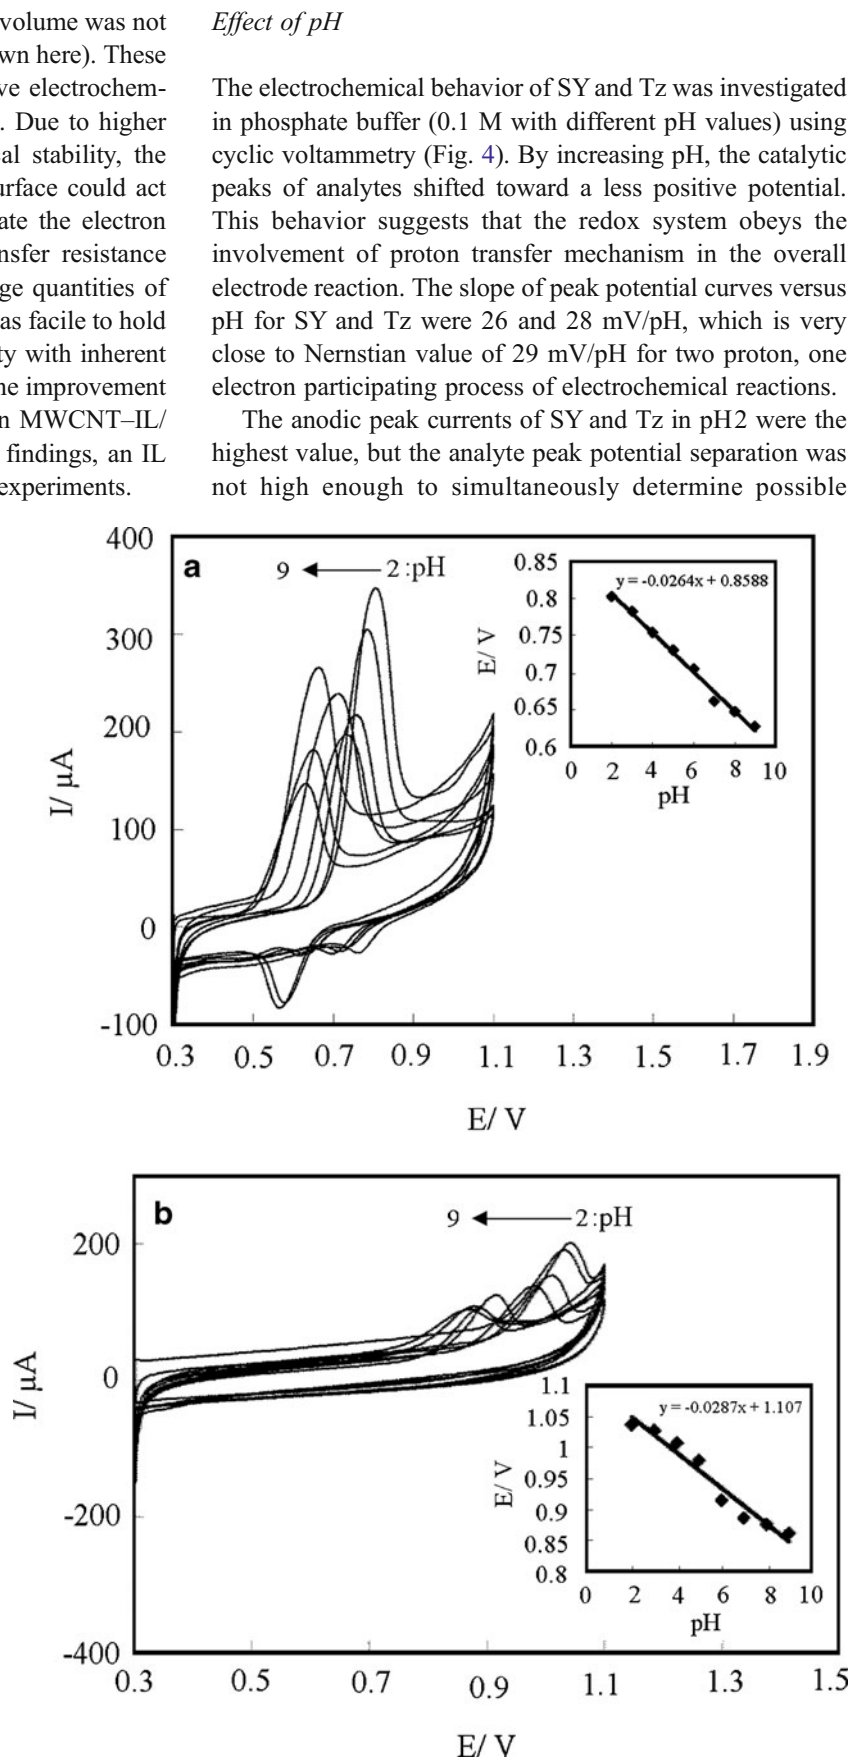 volume was not
wn here). These
ve electrochem-
. Due to higher
al stability, the
urface could act
ate the electron
nsfer resistance
ge quantities of
as facile to hold
ty with inherent
ne improvement
n MWCNT–IL/
findings, an IL
experiments.
Effect of pH
The electrochemical behavior of SY and Tz was investigated
in phosphate buffer (0.1 M with different pH values) using
cyclic voltammetry (Fig. 4). By increasing pH, the catalytic
peaks of analytes shifted toward a less positive potential.
This behavior suggests that the redox system obeys the
involvement of proton transfer mechanism in the overall
electrode reaction. The slope of peak potential curves versus
pH for SY and Tz were 26 and 28 mV/pH, which is very
close to Nernstian value of 29 mV/pH for two proton, one
electron participating process of electrochemical reactions.
The anodic peak currents of SY and Tz in pH 2 were the
highest value, but the analyte peak potential separation was
not high enough to simultaneously determine possible
400
300
200
100
0
-100
I/ µA
a
9 2:pH
0.85
0.8
0.75
0.7
0.65
0.6
E/ V
y = -0.0264x + 0.8588
0 2 4 6 8 10
pH
0.3 0.5 0.7 0.9 1.1 1.3 1.5 1.7 1.9
E/ V
b
9 2:pH
200
0
-200
-400
I/ µA
1.1
1.05
1
0.95
0.9
0.85
0.8
E/ V
y = -0.0287x + 1.107
0 2 4 6 8 10
pH
0.3 0.5 0.7 0.9 1.1 1.3 1.5
E/ V